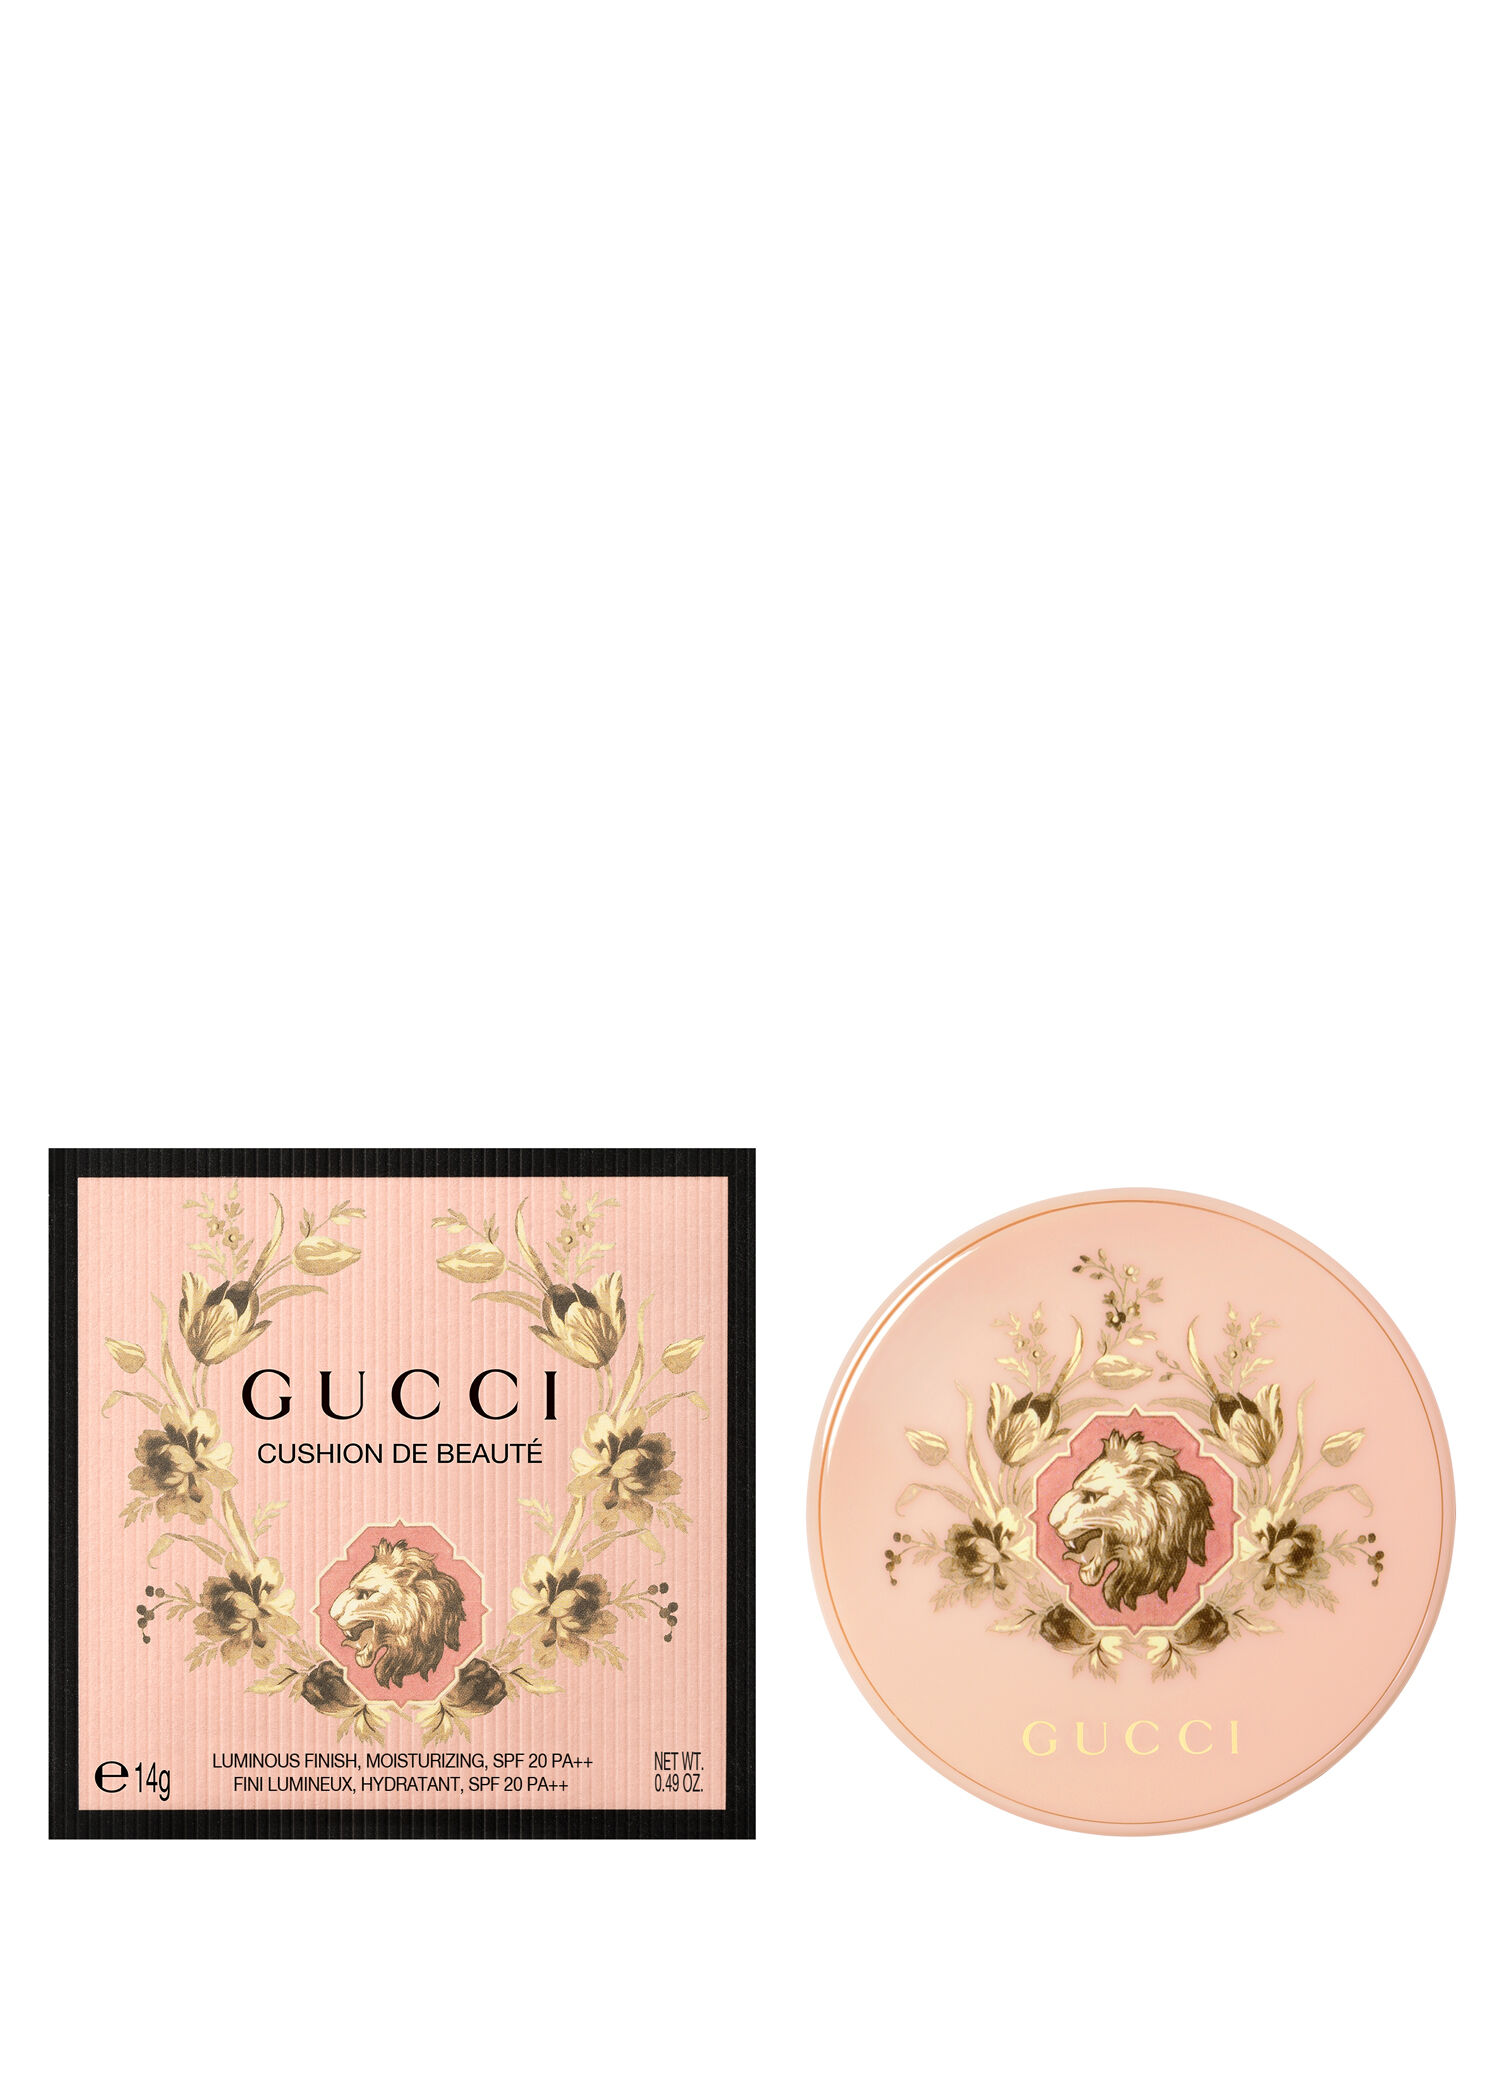 GUCCI
CUSHION DE BEAUTÉ
℮14g
LUMINOUS FINISH, MOISTURIZING, SPF 20 PA++
FINI LUMINEUX, HYDRATANT, SPF 20 PA++
NET WT.
0.49 OZ.
GUCCI